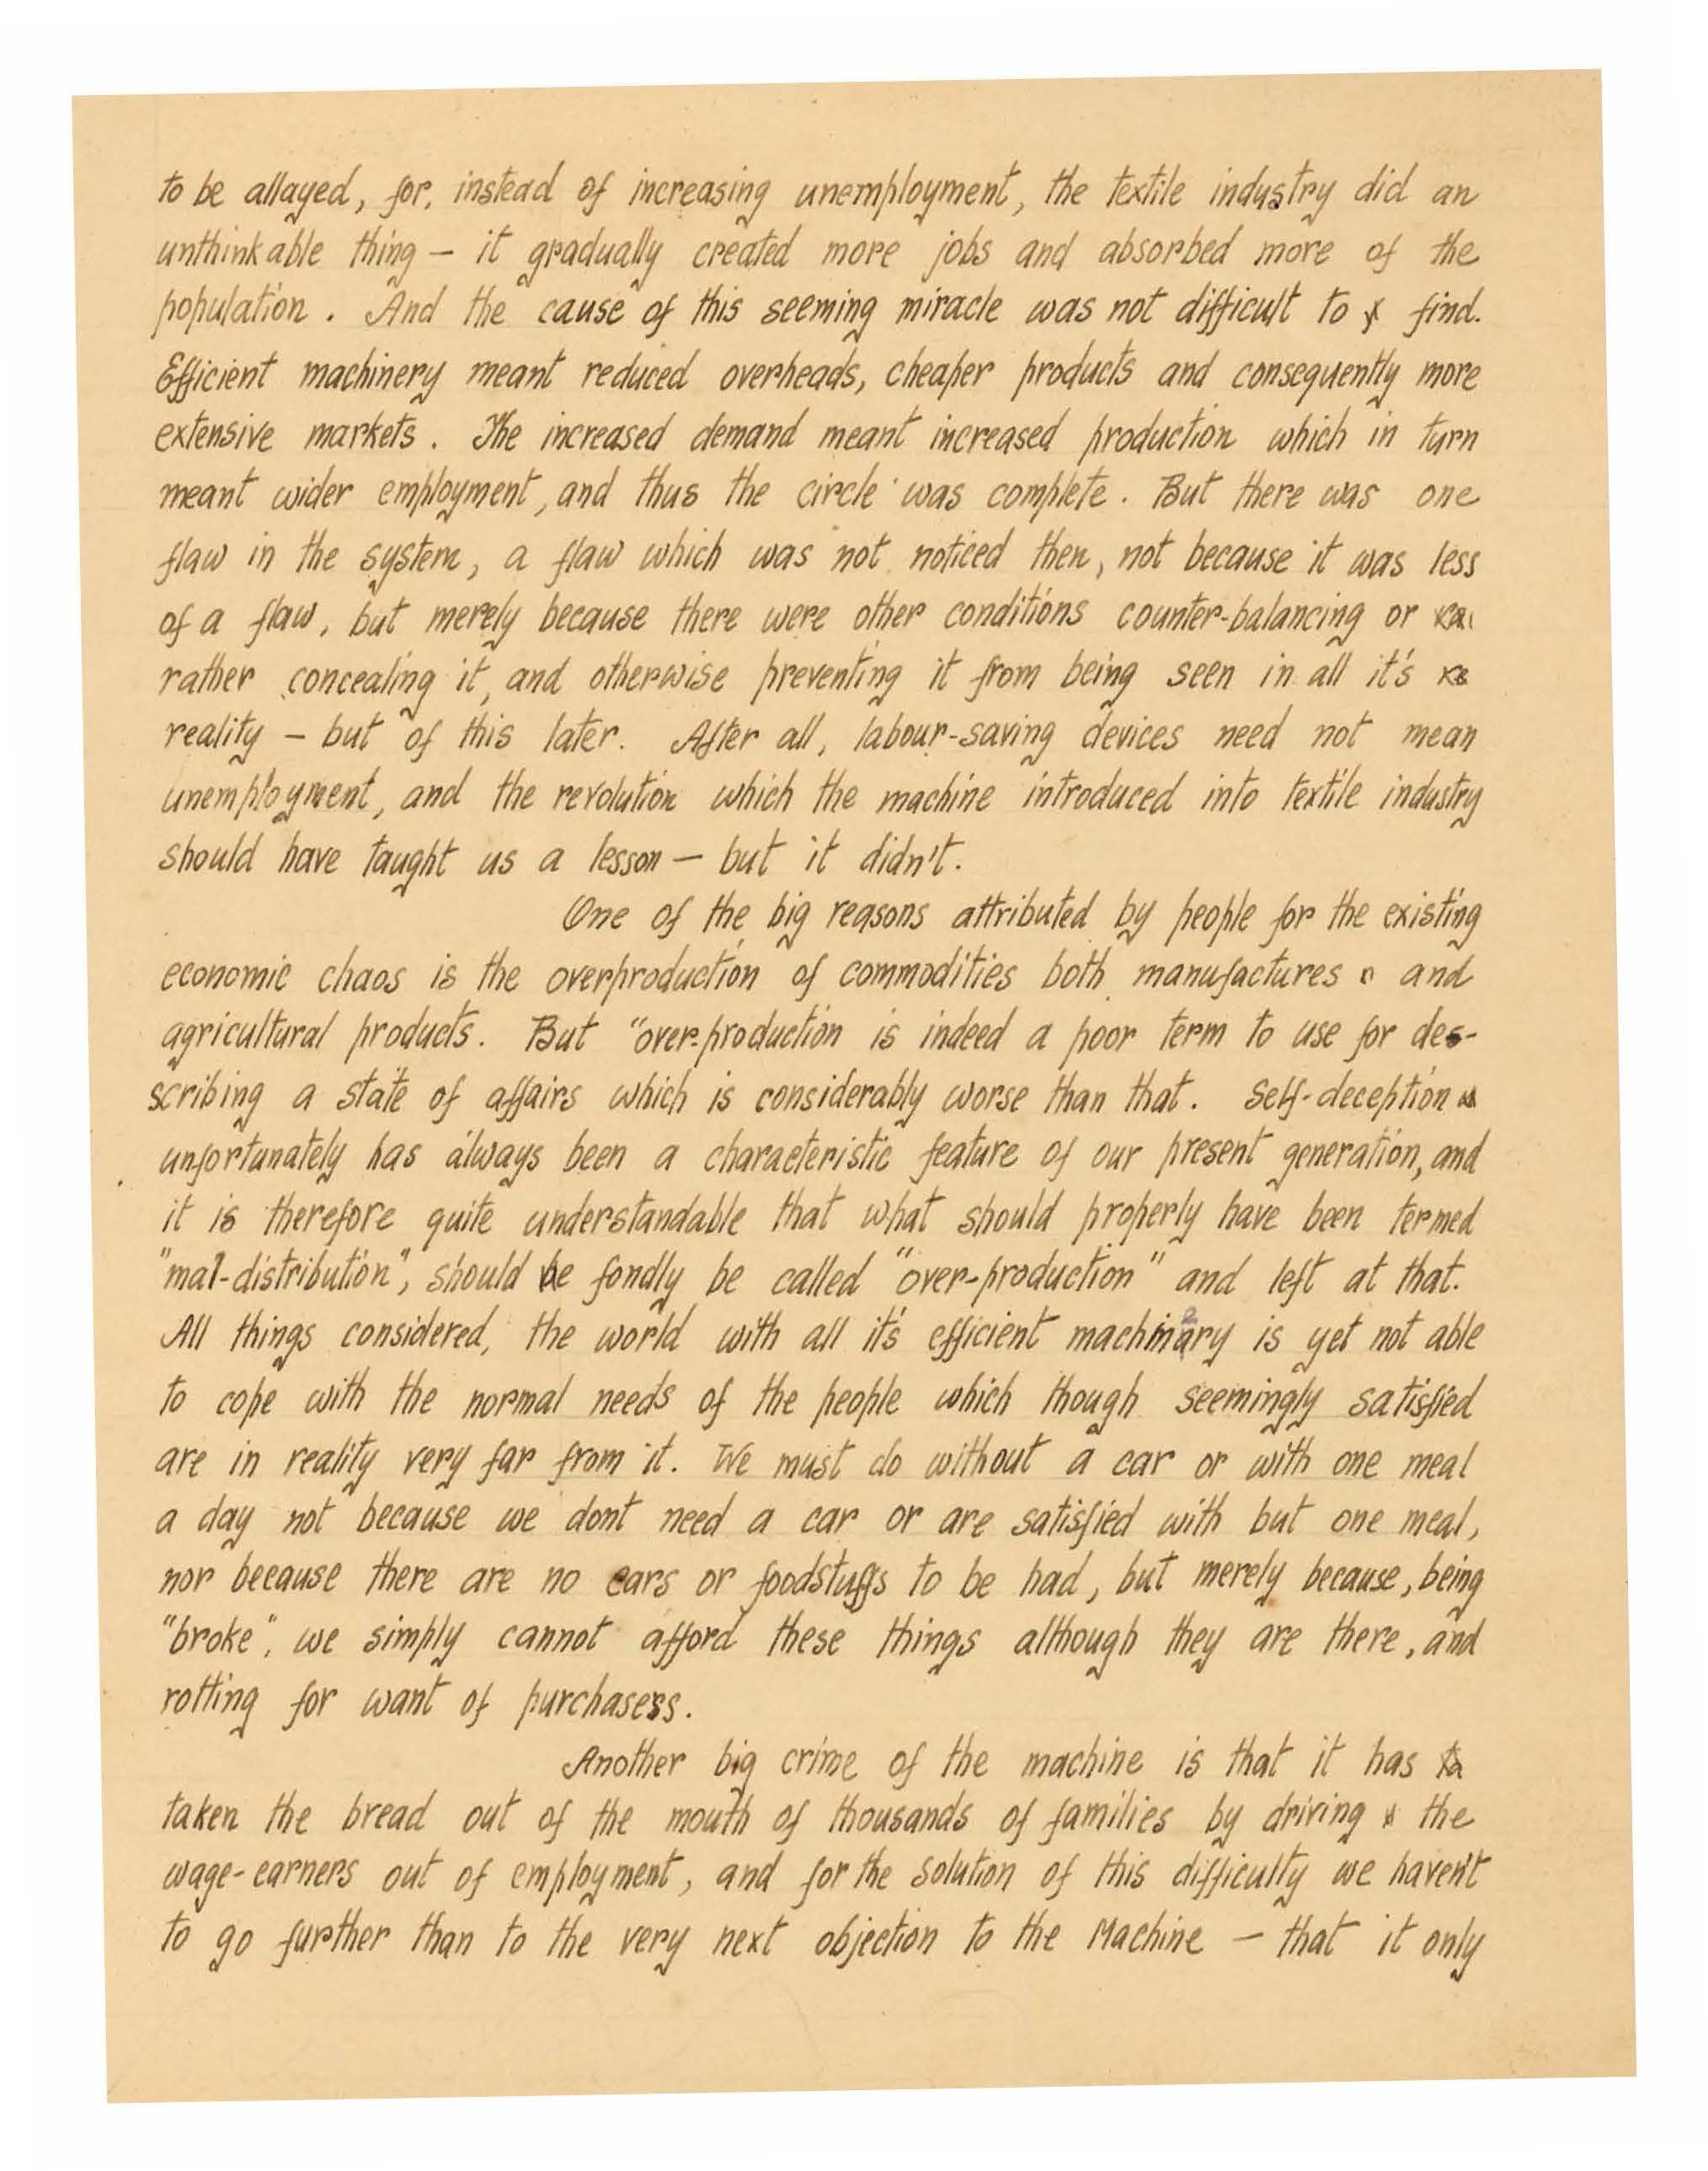 to be allayed, for, instead of increasing unemployment, the textile industry did an
unthinkable thing – it gradually created more jobs and absorbed more of the
population. And the cause of this seeming miracle was not difficult to find.
Efficient machinery meant reduced overheads, cheaper products and consequently more
extensive markets. The increased demand meant increased production which in turn
meant wider employment, and thus the circle was complete. But there was one
flaw in the system, a flaw which was not noticed then, not because it was less
of a flaw, but merely because there were other conditions counter-balancing or
rather concealing it, and otherwise preventing it from being seen in all it's
reality – but of this later. After all, labour-saving devices need not mean
unemployment, and the revolution which the machine introduced into textile industry
should have taught us a lesson – but it didn't.
One of the big reasons attributed by people for the existing
economic chaos is the overproduction of commodities both manufactures and
agricultural products. But "over-production is indeed a poor term to use for des-
scribing a state of affairs which is considerably worse than that. Self-deception
unfortunately has always been a characteristic feature of our present generation, and
it is therefore quite understandable that what should properly have been termed
"mal-distribution", should be fondly be called "over-production" and left at that.
All things considered, the world with all it's efficient machinery is yet not able
to cope with the normal needs of the people which though seemingly satisfied
are in reality very far from it. We must do without a car or with one meal
a day not because we dont need a car or are satisfied with but one meal,
nor because there are no cars or foodstuffs to be had, but merely because, being
"broke", we simply cannot afford these things although they are there, and
rotting for want of purchasers.
Another big crime of the machine is that it has
taken the bread out of the mouth of thousands of families by driving the
wage-earners out of employment, and for the solution of this difficulty we haven't
to go further than to the very next objection to the Machine – that it only